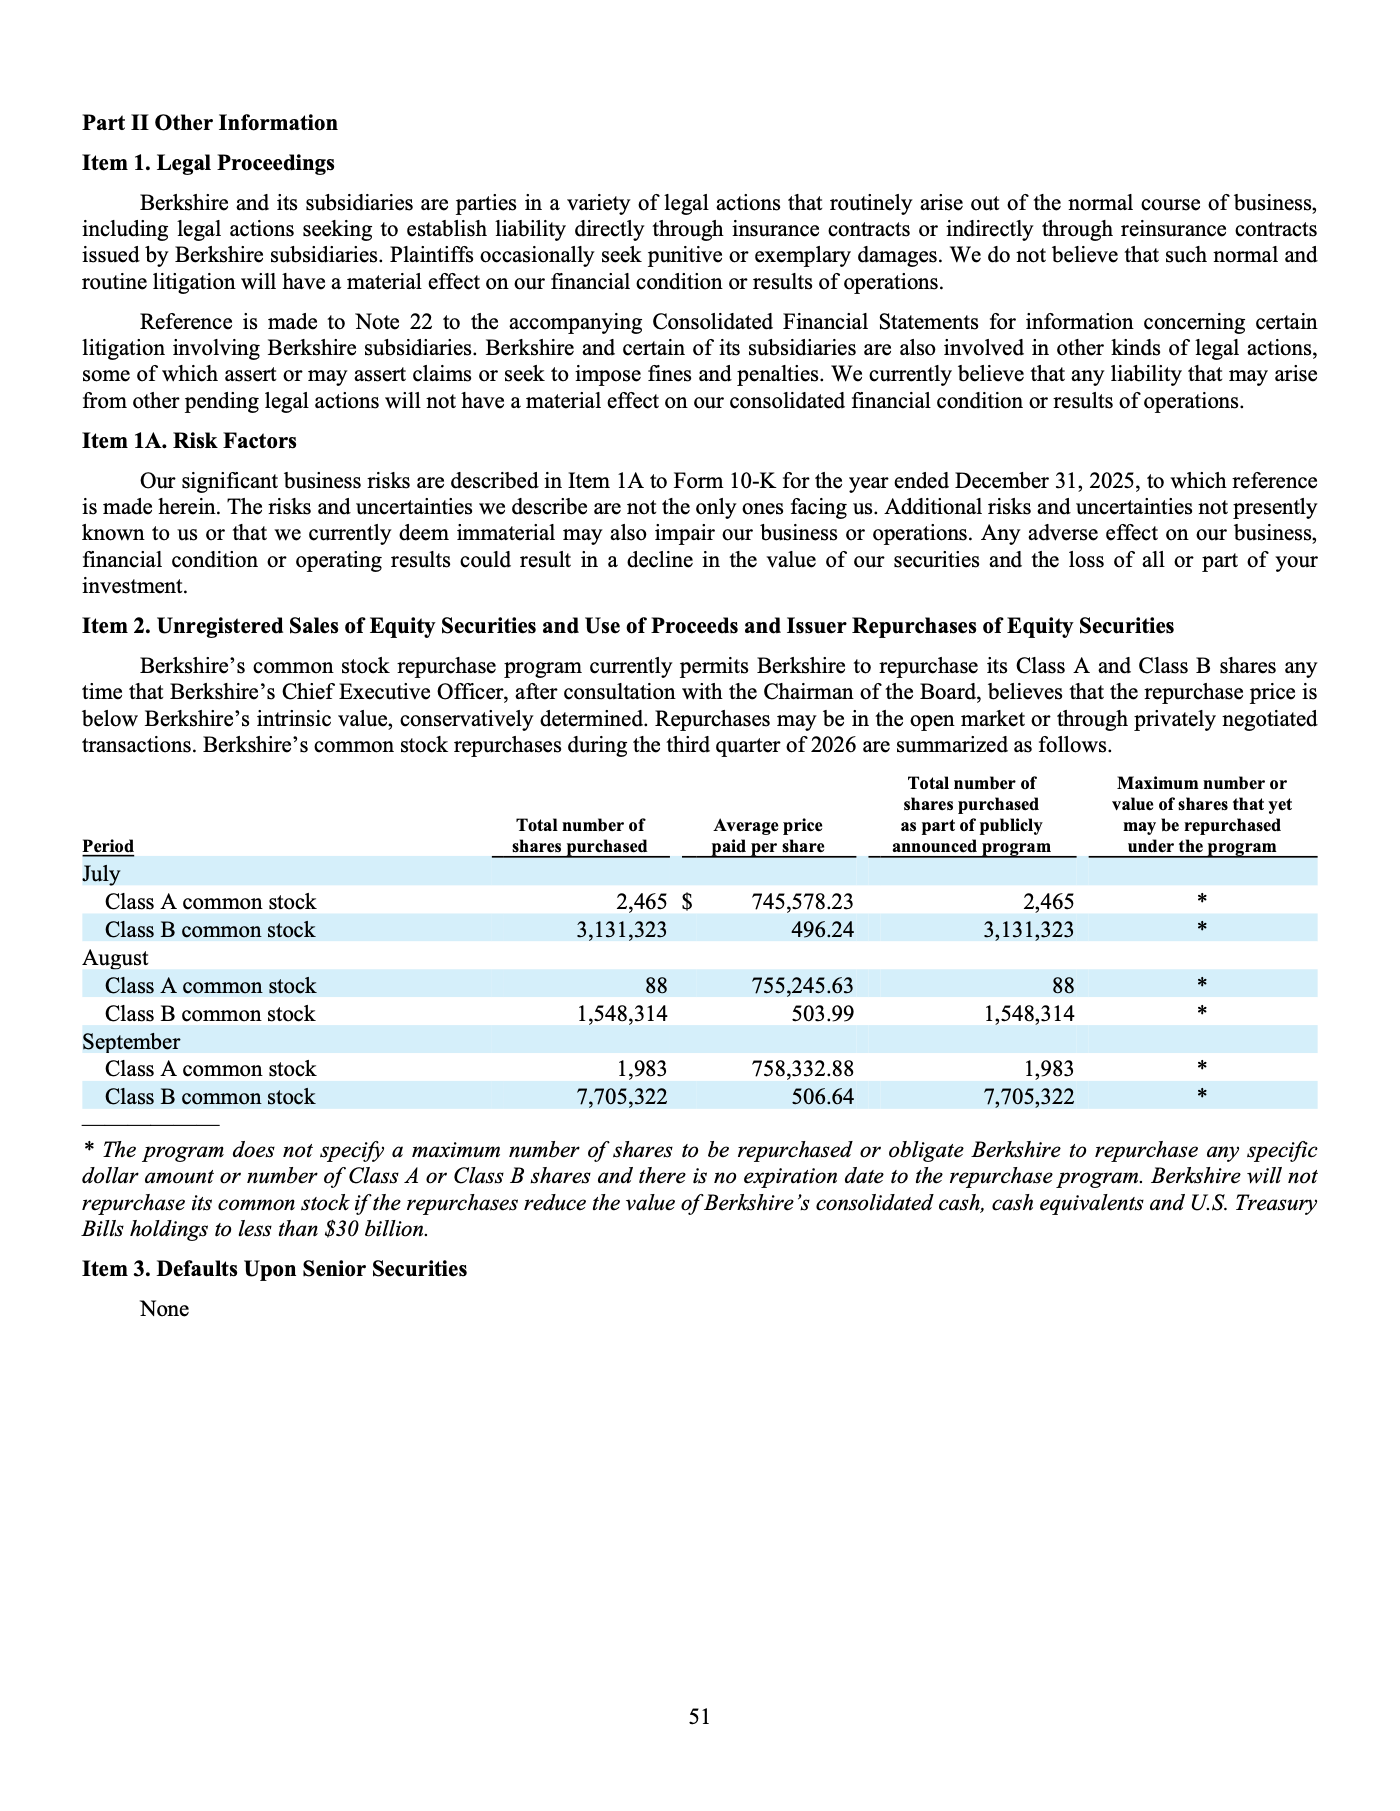 Part II Other Information
Item 1. Legal Proceedings
Berkshire and its subsidiaries are parties in a variety of legal actions that routinely arise out of the normal course of business,
including legal actions seeking to establish liability directly through insurance contracts or indirectly through reinsurance contracts
issued by Berkshire subsidiaries. Plaintiffs occasionally seek punitive or exemplary damages. We do not believe that such normal and
routine litigation will have a material effect on our financial condition or results of operations.
Reference is made to Note 22 to the accompanying Consolidated Financial Statements for information concerning certain
litigation involving Berkshire subsidiaries. Berkshire and certain of its subsidiaries are also involved in other kinds of legal actions,
some of which assert or may assert claims or seek to impose fines and penalties. We currently believe that any liability that may arise
from other pending legal actions will not have a material effect on our consolidated financial condition or results of operations.
Item 1A. Risk Factors
Our significant business risks are described in Item 1A to Form 10-K for the year ended December 31, 2025, to which reference
is made herein. The risks and uncertainties we describe are not the only ones facing us. Additional risks and uncertainties not presently
known to us or that we currently deem immaterial may also impair our business or operations. Any adverse effect on our business,
financial condition or operating results could result in a decline in the value of our securities and the loss of all or part of your
investment.
Item 2. Unregistered Sales of Equity Securities and Use of Proceeds and Issuer Repurchases of Equity Securities
Berkshire’s common stock repurchase program currently permits Berkshire to repurchase its Class A and Class B shares any
time that Berkshire’s Chief Executive Officer, after consultation with the Chairman of the Board, believes that the repurchase price is
below Berkshire’s intrinsic value, conservatively determined. Repurchases may be in the open market or through privately negotiated
transactions. Berkshire’s common stock repurchases during the third quarter of 2026 are summarized as follows.
Period
Total number of
shares purchased
Average price
paid per share
Total number of
shares purchased
as part of publicly
announced program
Maximum number or
value of shares that yet
may be repurchased
under the program
July
Class A common stock 2,465 $ 745,578.23 2,465 *
Class B common stock 3,131,323 496.24 3,131,323 *
August
Class A common stock 88 755,245.63 88 *
Class B common stock 1,548,314 503.99 1,548,314 *
September
Class A common stock 1,983 758,332.88 1,983 *
Class B common stock 7,705,322 506.64 7,705,322 *
* The program does not specify a maximum number of shares to be repurchased or obligate Berkshire to repurchase any specific
dollar amount or number of Class A or Class B shares and there is no expiration date to the repurchase program. Berkshire will not
repurchase its common stock if the repurchases reduce the value of Berkshire’s consolidated cash, cash equivalents and U.S. Treasury
Bills holdings to less than $30 billion.
Item 3. Defaults Upon Senior Securities
None
51